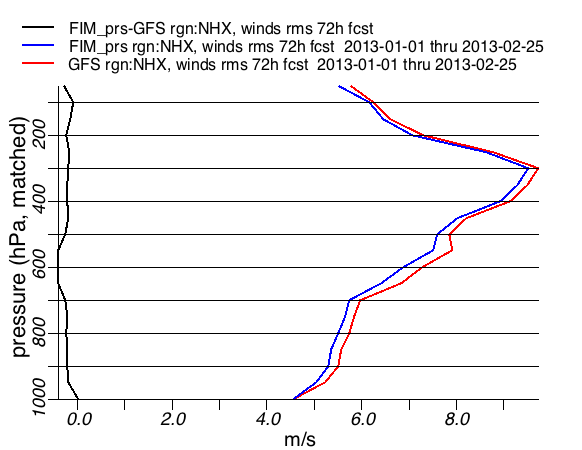 FIM_prs-GFS rgn:NHX, winds rms 72h fcst
FIM_prs rgn:NHX, winds rms 72h fcst 2013-01-01 thru 2013-02-25
GFS rgn:NHX, winds rms 72h fcst 2013-01-01 thru 2013-02-25
pressure (hPa, matched)
200
400
600
800
1000
0.0 2.0 4.0 6.0 8.0
m/s